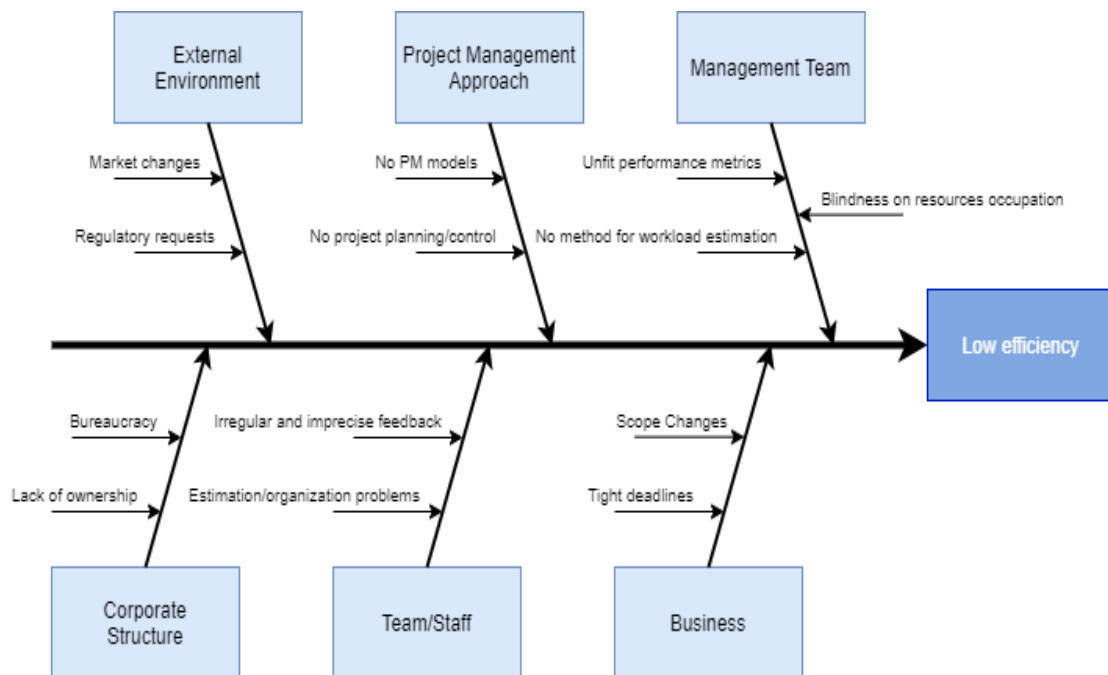 External
Environment
Project Management
Approach
Management Team
Market changes
No PM models
Unfit performance metrics
Blindness on resources occupation
Regulatory requests
No project planning/control
No method for workload estimation
Low efficiency
Bureaucracy
Irregular and imprecise feedback
Scope Changes
Lack of ownership
Estimation/organization problems
Tight deadlines
Corporate
Structure
Team/Staff
Business